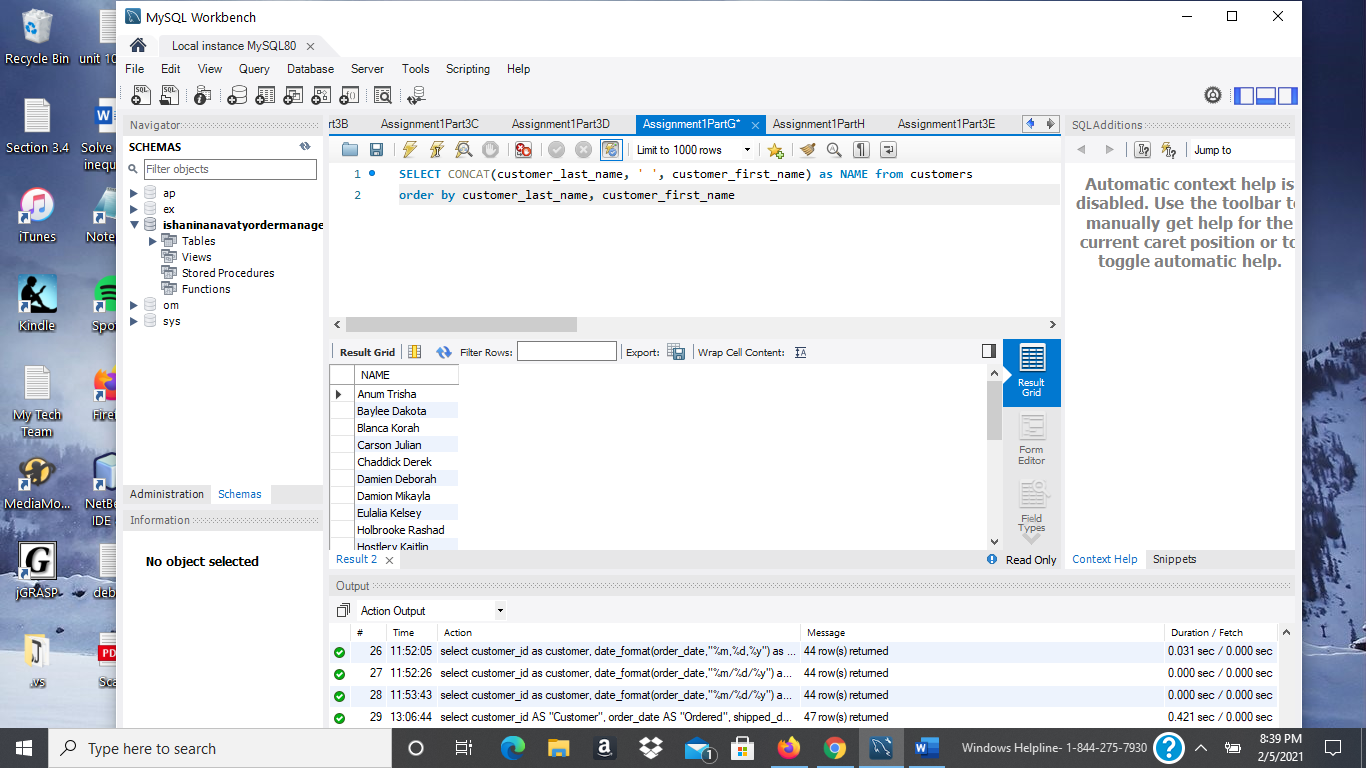 Recycle Bin
unit 10
Section 3.4
Solve
inequ
iTunes
Note
Kindle
Spot
My Tech
Team
Firef
MediaMo...
NetBe
IDE
jGRASP
deb
.vs
Sca
MySQL Workbench
Local instance MySQL80
File Edit View Query Database Server Tools Scripting Help
Navigator
SCHEMAS
Filter objects
ap
ex
ishaninanavatyordermanage
Tables
Views
Stored Procedures
Functions
om
sys
Administration Schemas
Information
No object selected
rt3B Assignment1Part3C Assignment1Part3D Assignment1PartG* Assignment1PartH Assignment1Part3E
Limit to 1000 rows
1 SELECT CONCAT(customer_last_name, ' ', customer_first_name) as NAME from customers
2 order by customer_last_name, customer_first_name
Result Grid Filter Rows: Export: Wrap Cell Content:
NAME
Anum Trisha
Baylee Dakota
Blanca Korah
Carson Julian
Chaddick Derek
Damien Deborah
Damion Mikayla
Eulalia Kelsey
Holbrooke Rashad
Hostlery Kaitlin
Result
Grid
Form
Editor
Field
Types
Result 2
Read Only
SQLAdditions
Jump to
Automatic context help is
disabled. Use the toolbar to
manually get help for the
current caret position or to
toggle automatic help.
Context Help Snippets
Output
Action Output
# Time Action Message Duration / Fetch
26 11:52:05 select customer_id as customer, date_format(order_date,"%m,%d,%y") as ... 44 row(s) returned 0.031 sec / 0.000 sec
27 11:52:26 select customer_id as customer, date_format(order_date,"%m/%d/%y") a... 44 row(s) returned 0.000 sec / 0.000 sec
28 11:53:43 select customer_id as customer, date_format(order_date,"%m/%d/%y") a... 44 row(s) returned 0.000 sec / 0.000 sec
29 13:06:44 select customer_id AS "Customer", order_date AS "Ordered", shipped_d... 47 row(s) returned 0.421 sec / 0.000 sec
Type here to search
1
Windows Helpline- 1-844-275-7930
8:39 PM
2/5/2021